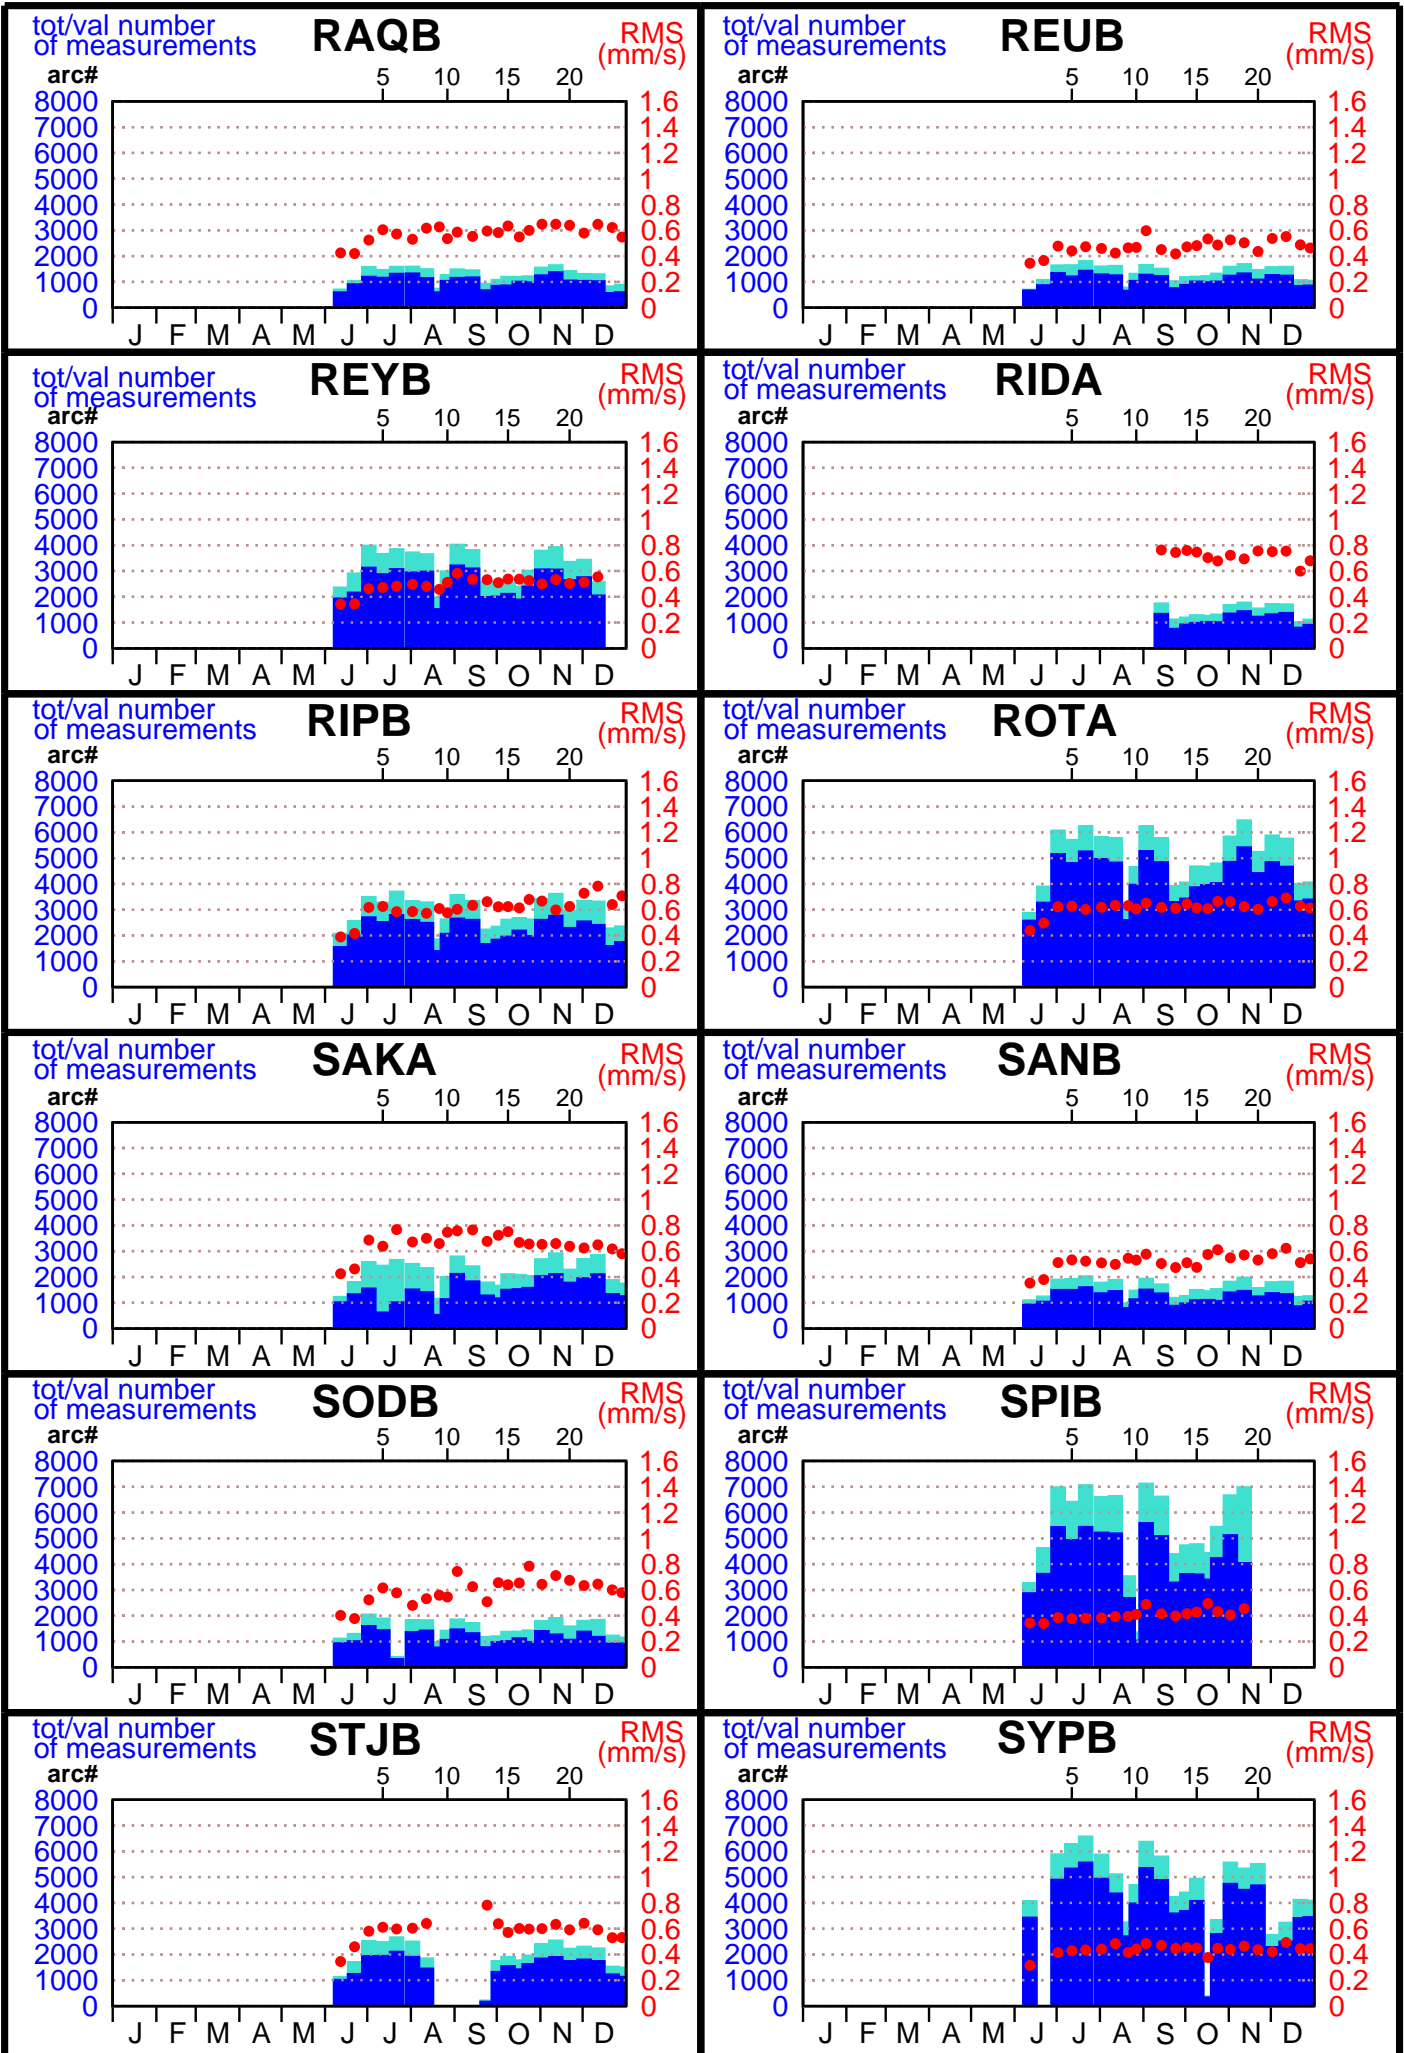 tot/val number RAQB RMS
of measurements (mm/s)
arc# 5 10 15 20
8000 1.6
7000 1.4
6000 1.2
5000 1
4000 0.8
3000 0.6
2000 0.4
1000 0.2
0 0
J F M A M J J A S O N D
tot/val number REUB RMS
of measurements (mm/s)
arc# 5 10 15 20
8000 1.6
7000 1.4
6000 1.2
5000 1
4000 0.8
3000 0.6
2000 0.4
1000 0.2
0 0
J F M A M J J A S O N D
tot/val number REYB RMS
of measurements (mm/s)
arc# 5 10 15 20
8000 1.6
7000 1.4
6000 1.2
5000 1
4000 0.8
3000 0.6
2000 0.4
1000 0.2
0 0
J F M A M J J A S O N D
tot/val number RIDA RMS
of measurements (mm/s)
arc# 5 10 15 20
8000 1.6
7000 1.4
6000 1.2
5000 1
4000 0.8
3000 0.6
2000 0.4
1000 0.2
0 0
J F M A M J J A S O N D
tot/val number RIPB RMS
of measurements (mm/s)
arc# 5 10 15 20
8000 1.6
7000 1.4
6000 1.2
5000 1
4000 0.8
3000 0.6
2000 0.4
1000 0.2
0 0
J F M A M J J A S O N D
tot/val number ROTA RMS
of measurements (mm/s)
arc# 5 10 15 20
8000 1.6
7000 1.4
6000 1.2
5000 1
4000 0.8
3000 0.6
2000 0.4
1000 0.2
0 0
J F M A M J J A S O N D
tot/val number SAKA RMS
of measurements (mm/s)
arc# 5 10 15 20
8000 1.6
7000 1.4
6000 1.2
5000 1
4000 0.8
3000 0.6
2000 0.4
1000 0.2
0 0
J F M A M J J A S O N D
tot/val number SANB RMS
of measurements (mm/s)
arc# 5 10 15 20
8000 1.6
7000 1.4
6000 1.2
5000 1
4000 0.8
3000 0.6
2000 0.4
1000 0.2
0 0
J F M A M J J A S O N D
tot/val number SODB RMS
of measurements (mm/s)
arc# 5 10 15 20
8000 1.6
7000 1.4
6000 1.2
5000 1
4000 0.8
3000 0.6
2000 0.4
1000 0.2
0 0
J F M A M J J A S O N D
tot/val number SPIB RMS
of measurements (mm/s)
arc# 5 10 15 20
8000 1.6
7000 1.4
6000 1.2
5000 1
4000 0.8
3000 0.6
2000 0.4
1000 0.2
0 0
J F M A M J J A S O N D
tot/val number STJB RMS
of measurements (mm/s)
arc# 5 10 15 20
8000 1.6
7000 1.4
6000 1.2
5000 1
4000 0.8
3000 0.6
2000 0.4
1000 0.2
0 0
J F M A M J J A S O N D
tot/val number SYPB RMS
of measurements (mm/s)
arc# 5 10 15 20
8000 1.6
7000 1.4
6000 1.2
5000 1
4000 0.8
3000 0.6
2000 0.4
1000 0.2
0 0
J F M A M J J A S O N D